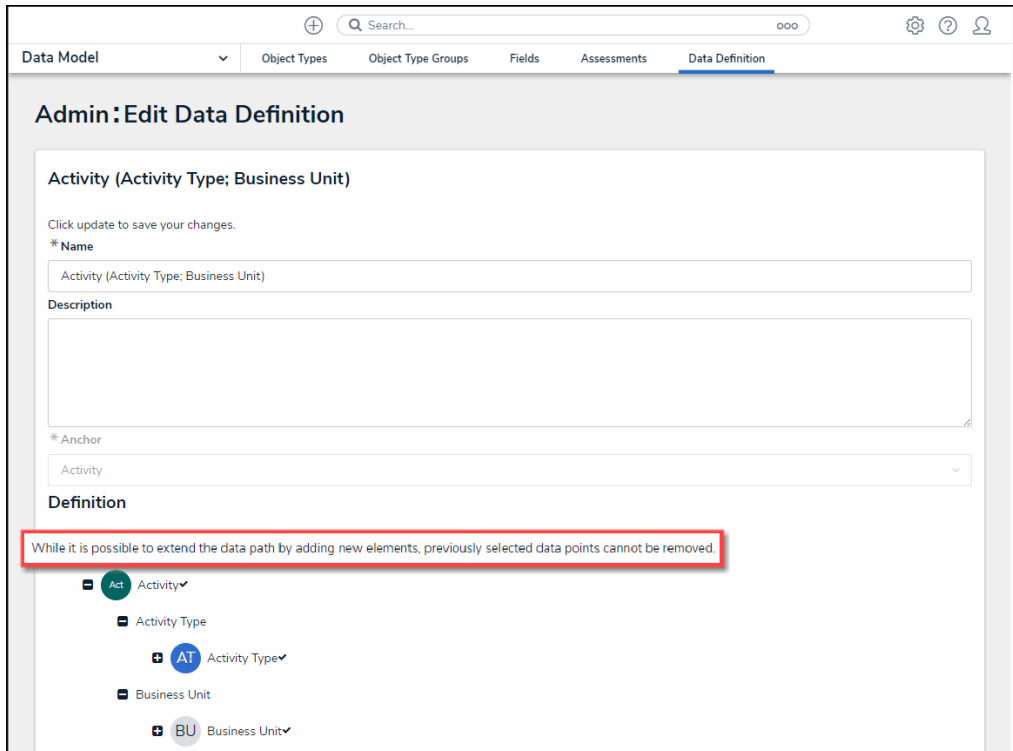 Search...
Data Model
Object Types
Object Type Groups
Fields
Assessments
Data Definition
Admin:Edit Data Definition
Activity (Activity Type; Business Unit)
Click update to save your changes.
*Name
Activity (Activity Type; Business Unit)
Description
*Anchor
Activity
Definition
While it is possible to extend the data path by adding new elements, previously selected data points cannot be removed.
Act Activity
Activity Type
AT Activity Type
Business Unit
BU Business Unit